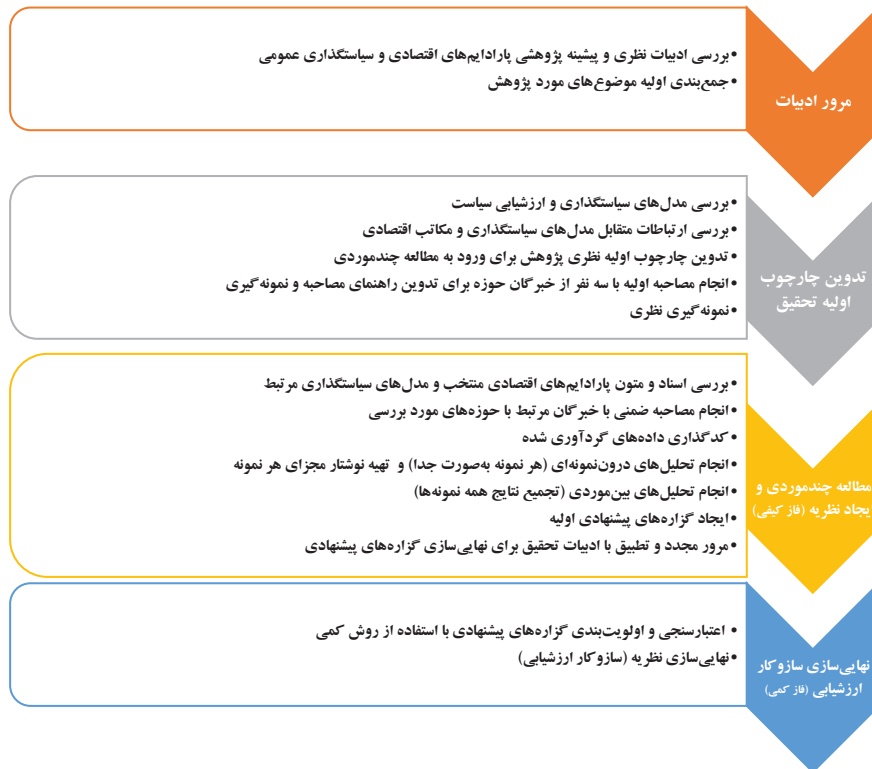 مرور ادبیات
•بررسی ادبیات نظری و پیشینه پژوهشی پارادایم‌های اقتصادی و سیاستگذاری عمومی
•جمع‌بندی اولیه موضوع‌های مورد پژوهش
تدوین چارچوب
اولیه تحقیق
•بررسی مدل‌های سیاستگذاری و ارزشیابی سیاست
•بررسی ارتباطات متقابل مدل‌های سیاستگذاری و مکاتب اقتصادی
•تدوین چارچوب اولیه نظری پژوهش برای ورود به مطالعه چندموردی
•انجام مصاحبه اولیه با سه نفر از خبرگان حوزه برای تدوین راهنمای مصاحبه و نمونه‌گیری
•نمونه‌گیری نظری
مطالعه چندموردی و
یجاد نظریه (فاز کیفی)
•بررسی اسناد و متون پارادایم‌های اقتصادی منتخب و مدل‌های سیاستگذاری مرتبط
•انجام مصاحبه ضمنی با خبرگان مرتبط با حوزه‌های مورد بررسی
•کدگذاری داده‌های گردآوری شده
•انجام تحلیل‌های درون‌نمونه‌ای (هر نمونه به‌صورت جدا) و تهیه نوشتار مجزای هر نمونه
•انجام تحلیل‌های بین‌موردی (تجمیع نتایج همه نمونه‌ها)
•ایجاد گزاره‌های پیشنهادی اولیه
•مرور مجدد و تطبیق با ادبیات تحقیق برای نهایی‌سازی گزاره‌های پیشنهادی
نهایی‌سازی سازوکار
ارزشیابی (فاز کمی)
• اعتبارسنجی و اولویت‌بندی گزاره‌های پیشنهادی با استفاده از روش کمی
•نهایی‌سازی نظریه (سازوکار ارزشیابی)